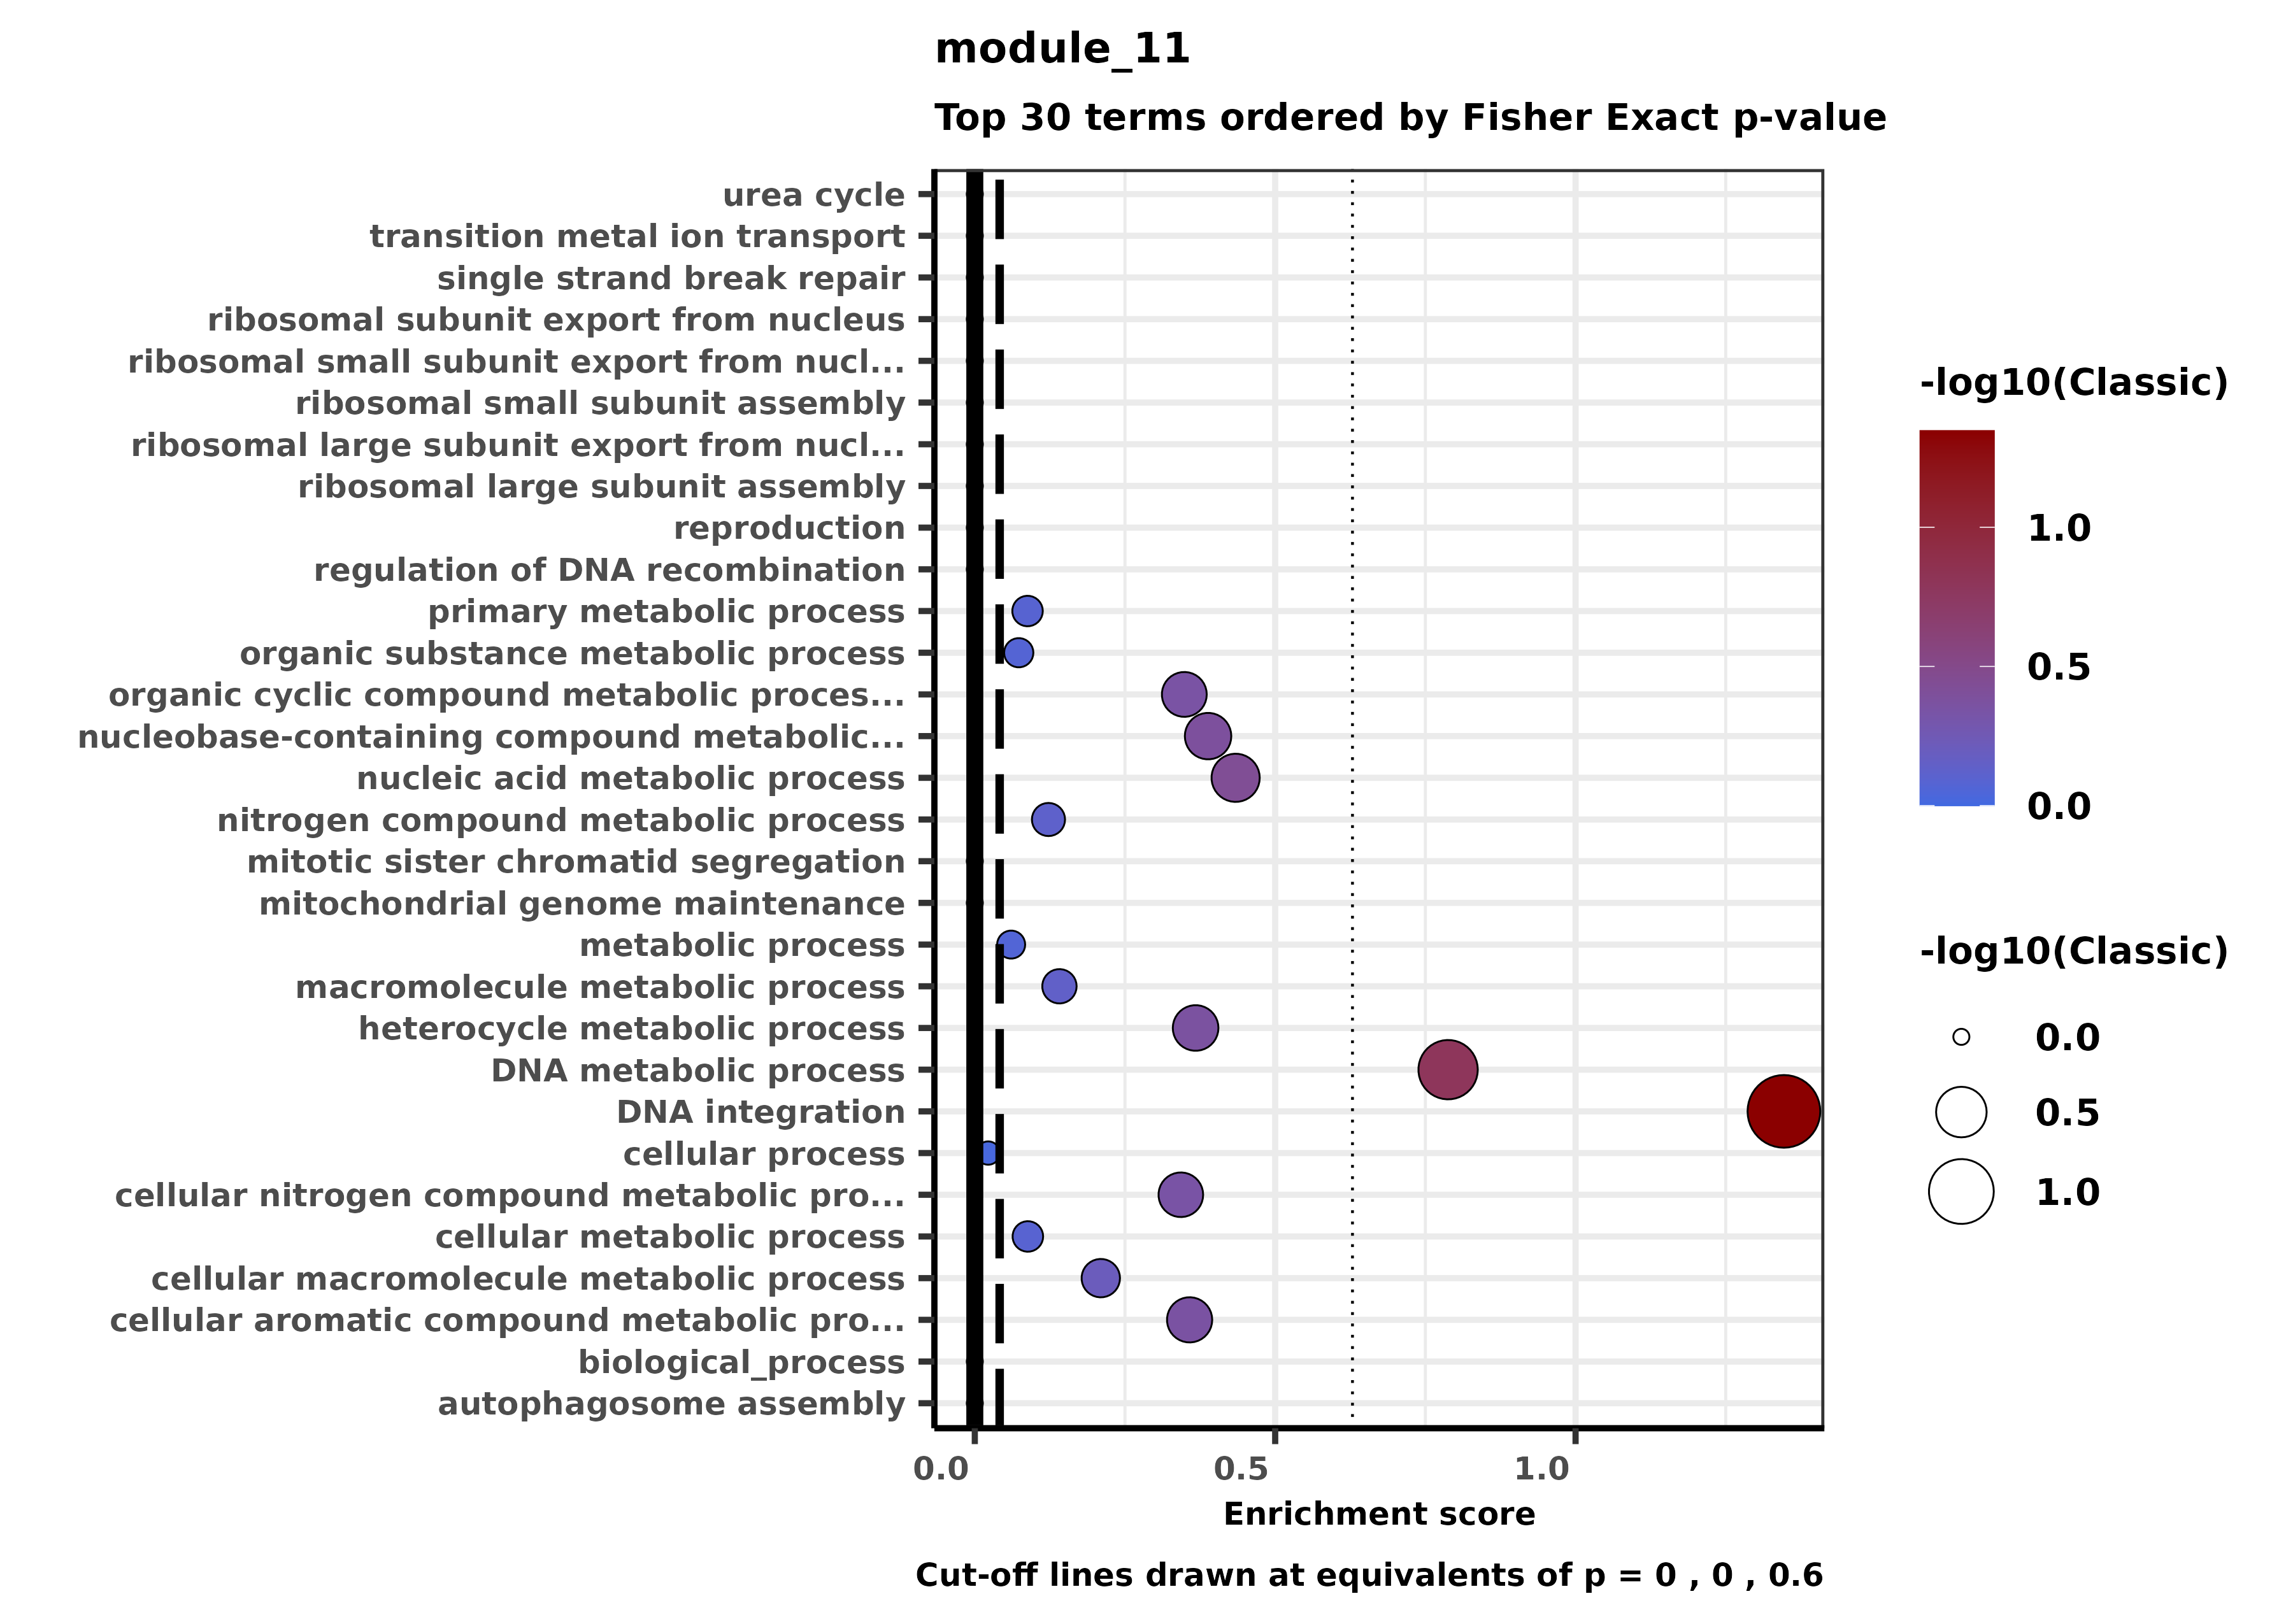 module_11
Top 30 terms ordered by Fisher Exact p-value
urea cycle
transition metal ion transport
single strand break repair
ribosomal subunit export from nucleus
ribosomal small subunit export from nucl...
ribosomal small subunit assembly
ribosomal large subunit export from nucl...
ribosomal large subunit assembly
reproduction
regulation of DNA recombination
primary metabolic process
organic substance metabolic process
organic cyclic compound metabolic proces...
nucleobase-containing compound metabolic...
nucleic acid metabolic process
nitrogen compound metabolic process
mitotic sister chromatid segregation
mitochondrial genome maintenance
metabolic process
macromolecule metabolic process
heterocycle metabolic process
DNA metabolic process
DNA integration
cellular process
cellular nitrogen compound metabolic pro...
cellular metabolic process
cellular macromolecule metabolic process
cellular aromatic compound metabolic pro...
biological_process
autophagosome assembly
0.0 0.5 1.0
Enrichment score
Cut-off lines drawn at equivalents of p = 0 , 0 , 0.6
-log10(Classic)
1.0
0.5
0.0
-log10(Classic)
0.0
0.5
1.0